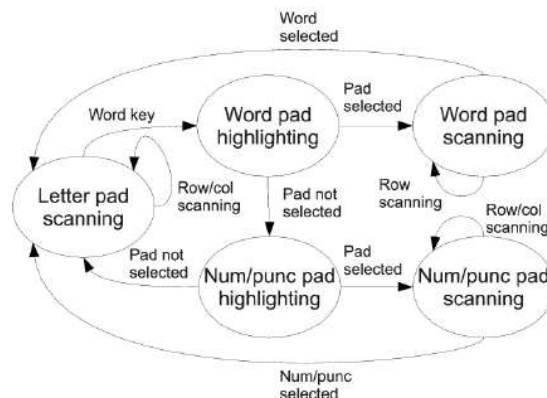 Word
selected
Word key
Word pad
highlighting
Pad
selected
Word pad
scanning
Letter pad
scanning
Row/col
scanning
Row
scanning
Pad not
selected
Row/col
scanning
Pad not
selected
Num/punc pad
highlighting
Pad
selected
Num/punc pad
scanning
Num/punc
selected